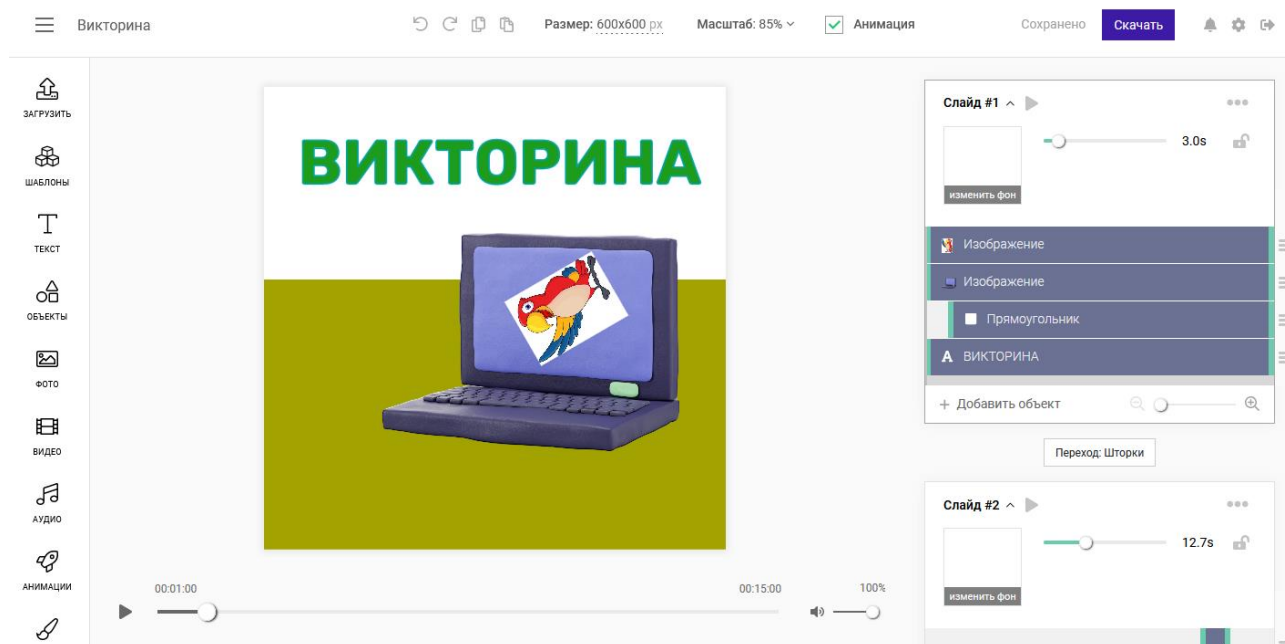 Викторина
Размер: 600x600 px
Масштаб: 85%
Анимация
Сохранено
Скачать
ЗАГРУЗИТЬ
ШАБЛОНЫ
ТЕКСТ
ОБЪЕКТЫ
ФОТО
ВИДЕО
АУДИО
АНИМАЦИИ
ВИКТОРИНА
00:01:00
00:15:00
100%
Слайд #1
3.0s
изменить фон
Изображение
Изображение
Прямоугольник
A ВИКТОРИНА
+ Добавить объект
Переход: Шторки
Слайд #2
12.7s
изменить фон